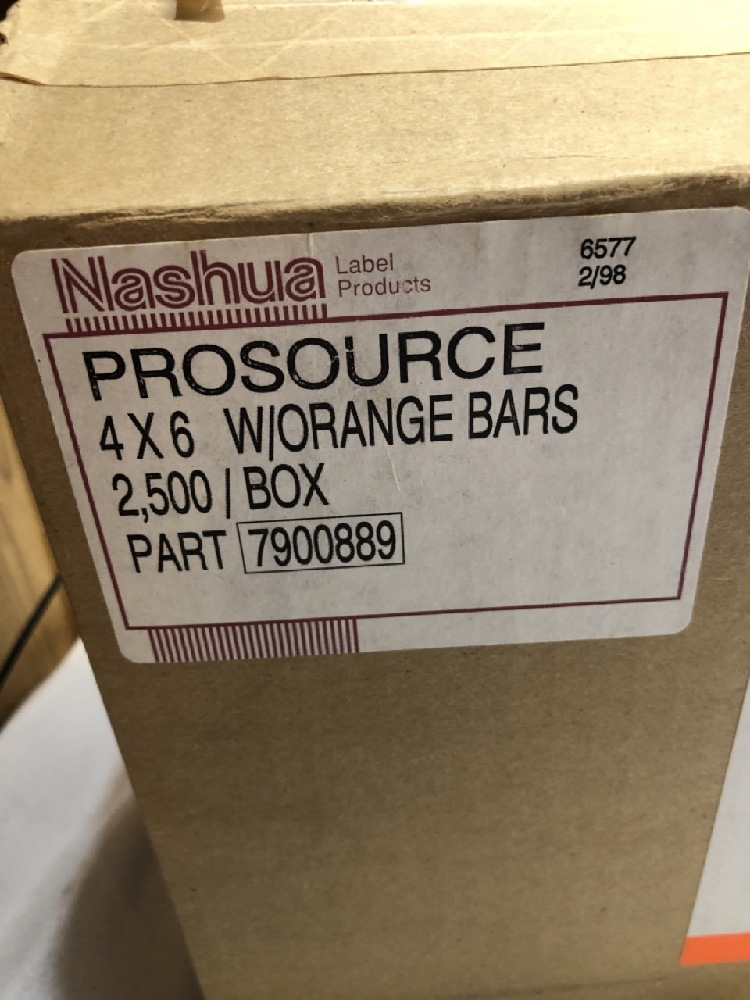 Nashua
Label
Products
6577
2/98
PROSOURCE
4 X 6 W/ORANGE BARS
2,500 / BOX
PART 7900889